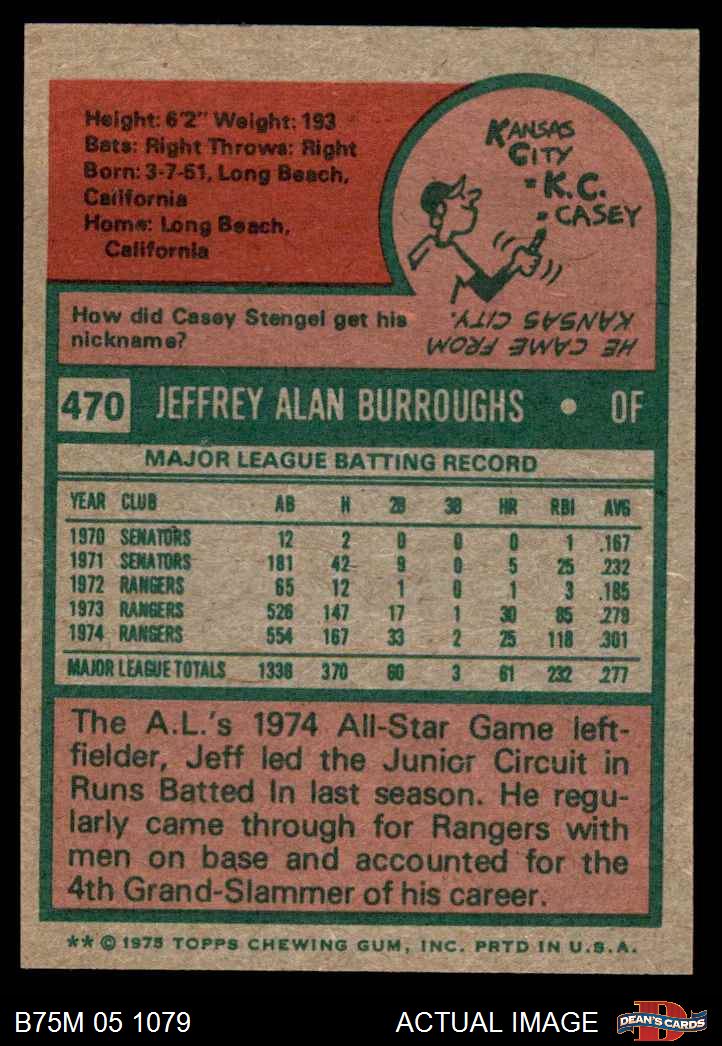 Height: 6'2" Weight: 193
Bats: Right Throws: Right
Born: 3-7-51, Long Beach,
California
Home: Long Beach,
California
KANSAS
CITY
= K.C.
= CASEY
How did Casey Stengel get his
nickname?
HE CAME FROM
KANSAS CITY.
470 JEFFREY ALAN BURROUGHS • OF
MAJOR LEAGUE BATTING RECORD
YEAR CLUB AB H 2B 3B HR RBI AVG
1970 SENATORS 12 2 0 0 0 1 .167
1971 SENATORS 181 42 9 0 5 25 .232
1972 RANGERS 65 12 1 0 1 3 .185
1973 RANGERS 526 147 17 1 30 85 .279
1974 RANGERS 554 167 33 2 25 118 .301
MAJOR LEAGUE TOTALS 1338 370 60 3 61 232 .277
The A.L.'s 1974 All-Star Game left-
fielder, Jeff led the Junior Circuit in
Runs Batted In last season. He regu-
larly came through for Rangers with
men on base and accounted for the
4th Grand-Slammer of his career.
** © 1975 TOPPS CHEWING GUM, INC. PRTD IN U.S.A.
B75M 05 1079
ACTUAL IMAGE
DEAN'S CARDS